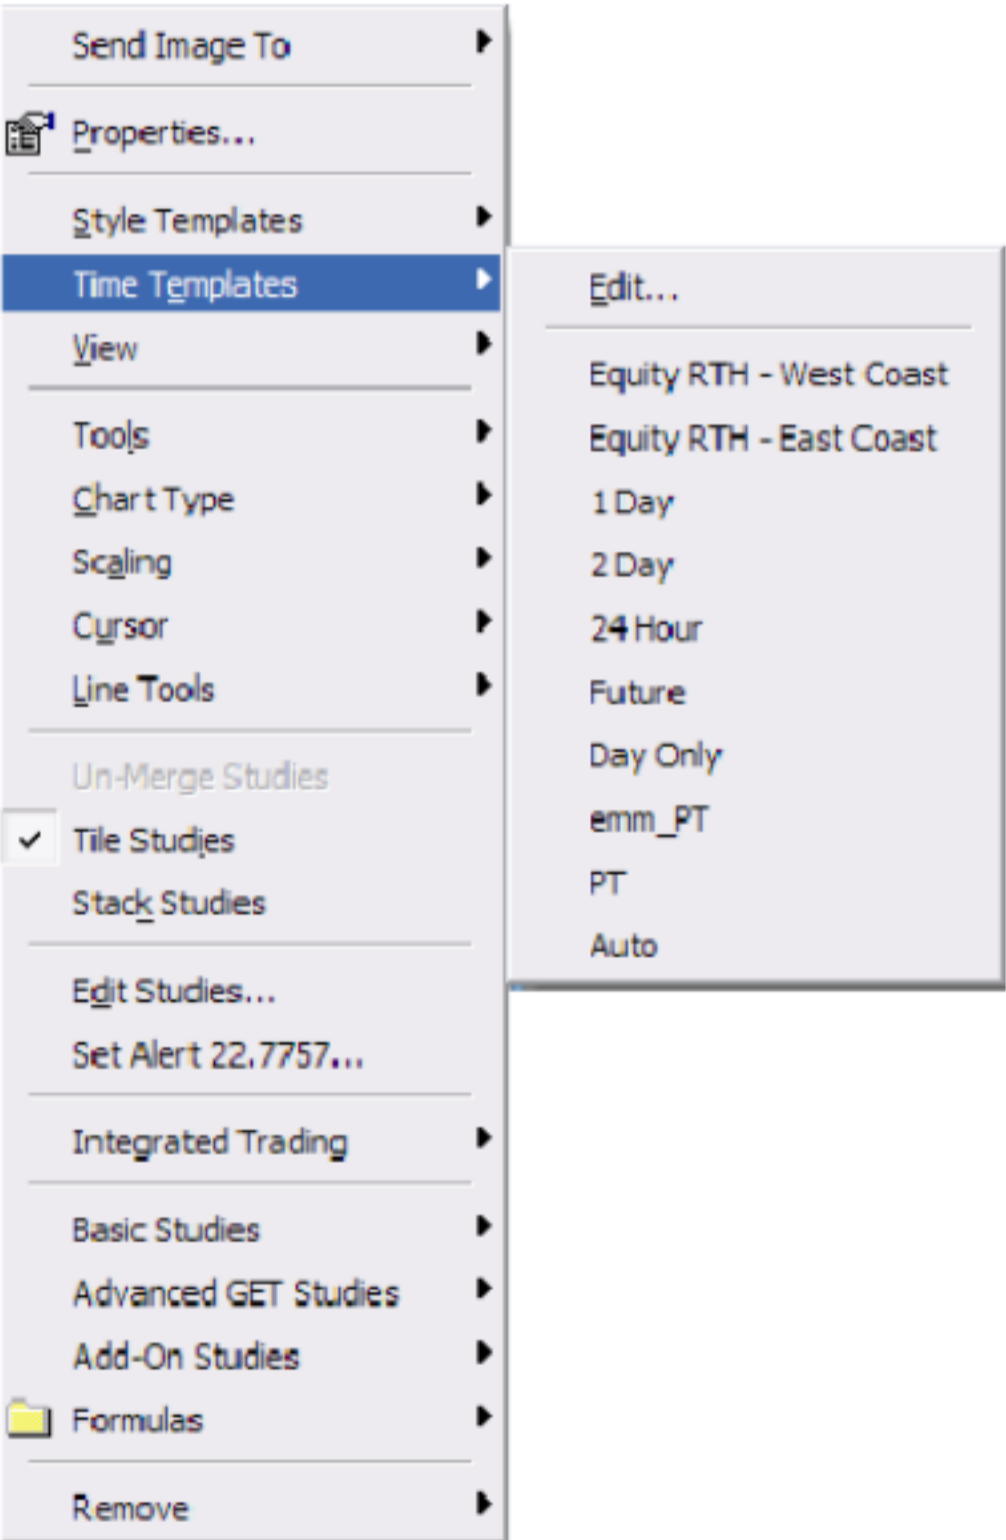 Send Image To
Properties...
Style Templates
Time Templates
View
Tools
Chart Type
Scaling
Cursor
Line Tools
Un-Merge Studies
Tile Studies
Stack Studies
Edit Studies...
Set Alert 22.7757...
Integrated Trading
Basic Studies
Advanced GET Studies
Add-On Studies
Formulas
Remove
Edit...
Equity RTH - West Coast
Equity RTH - East Coast
1 Day
2 Day
24 Hour
Future
Day Only
emm_PT
PT
Auto